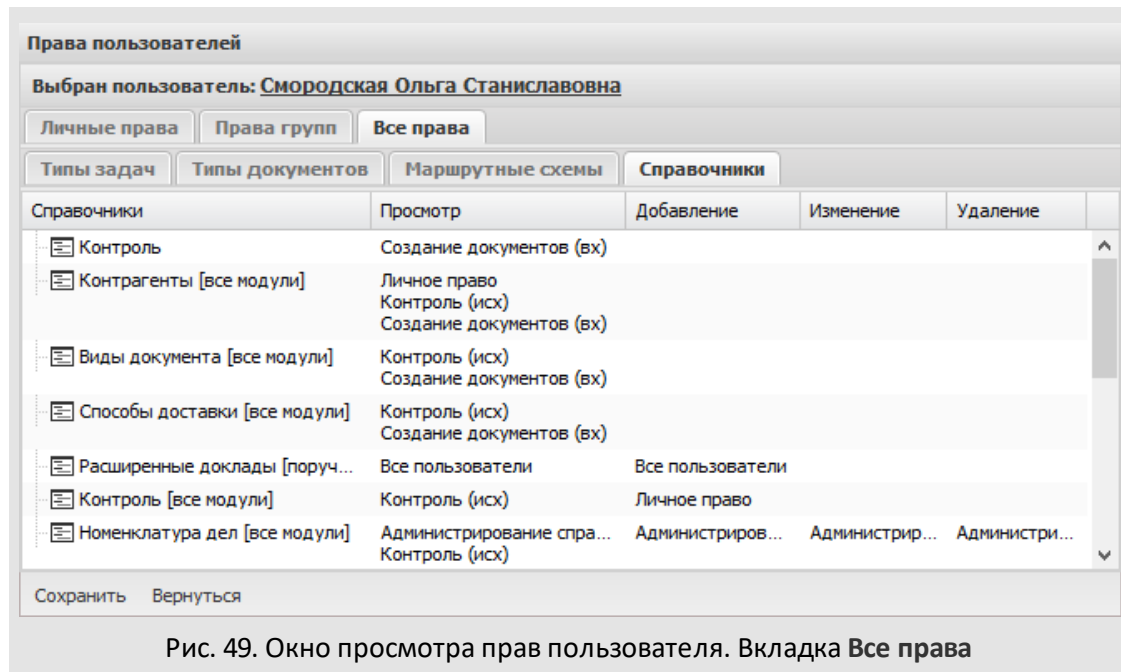 Права пользователей
Выбран пользователь: Смородская Ольга Станиславовна
Личные права Права групп Все права
Типы задач Типы документов Маршрутные схемы Справочники
Справочники Просмотр Добавление Изменение Удаление
Контроль Создание документов (вх)
Контрагенты [все модули] Личное право
Контроль (исх)
Создание документов (вх)
Виды документа [все модули] Контроль (исх)
Создание документов (вх)
Способы доставки [все модули] Контроль (исх)
Создание документов (вх)
Расширенные доклады [поруч... Все пользователи Все пользователи
Контроль [все модули] Контроль (исх) Личное право
Номенклатура дел [все модули] Администрирование спра... Администриров... Администрир... Администри...
Контроль (исх)
Сохранить Вернуться
Рис. 49. Окно просмотра прав пользователя. Вкладка Все права